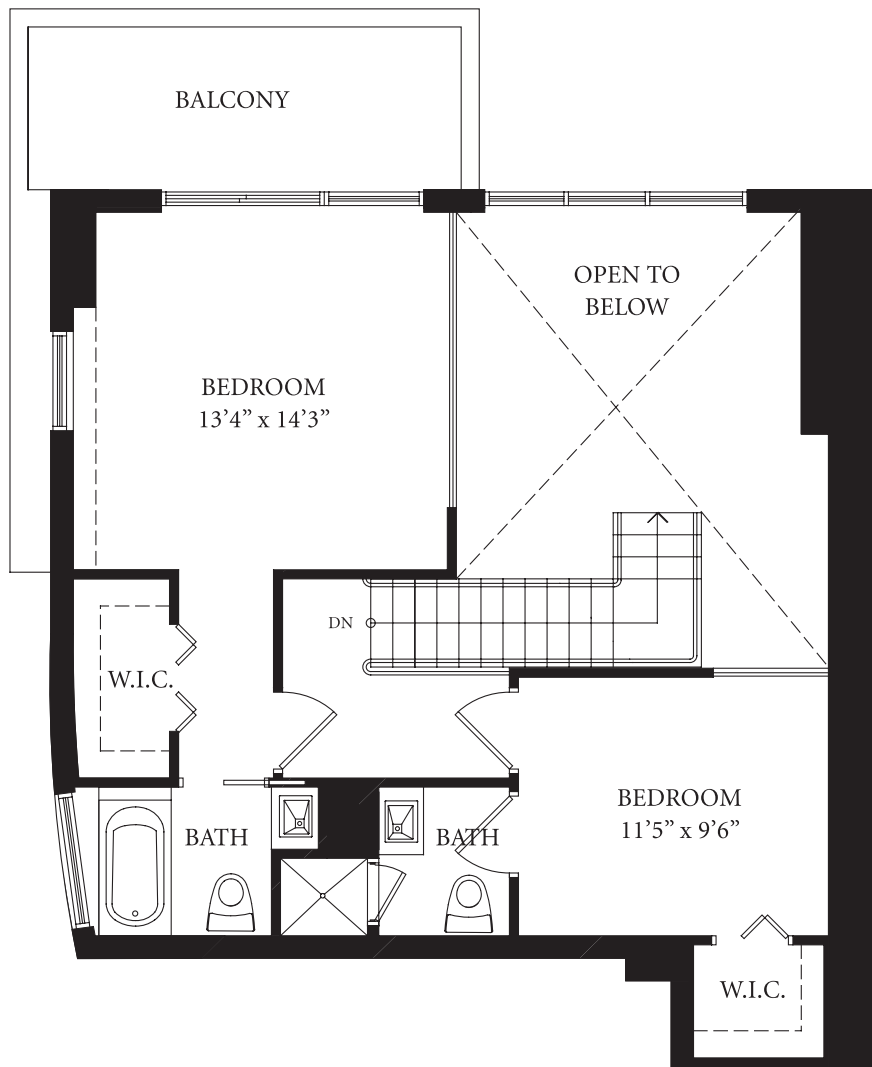 BALCONY
OPEN TO
BELOW
BEDROOM
13’4” x 14’3”
DN
W.I.C.
BEDROOM
11’5” x 9’6”
BATH
BATH
W.I.C.